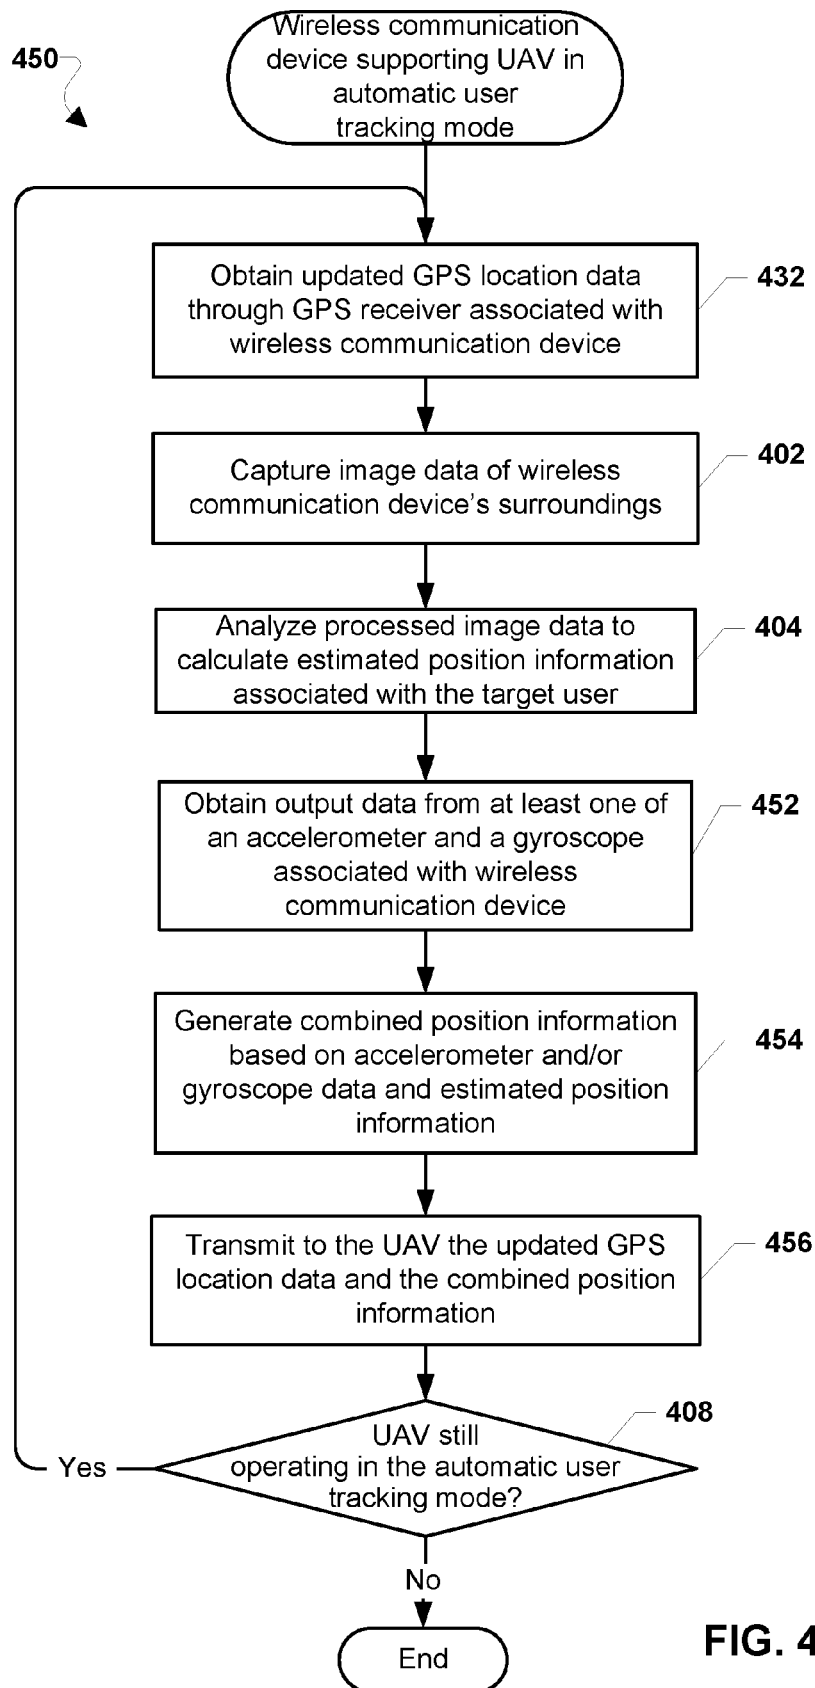 Wireless communication
device supporting UAV in
automatic user
tracking mode
450
Obtain updated GPS location data
through GPS receiver associated with
wireless communication device
432
Capture image data of wireless
communication device's surroundings
402
Analyze processed image data to
calculate estimated position information
associated with the target user
404
Obtain output data from at least one of
an accelerometer and a gyroscope
associated with wireless
communication device
452
Generate combined position information
based on accelerometer and/or
gyroscope data and estimated position
information
454
Transmit to the UAV the updated GPS
location data and the combined position
information
456
408
UAV still
operating in the automatic user
tracking mode?
Yes
No
End
FIG. 4